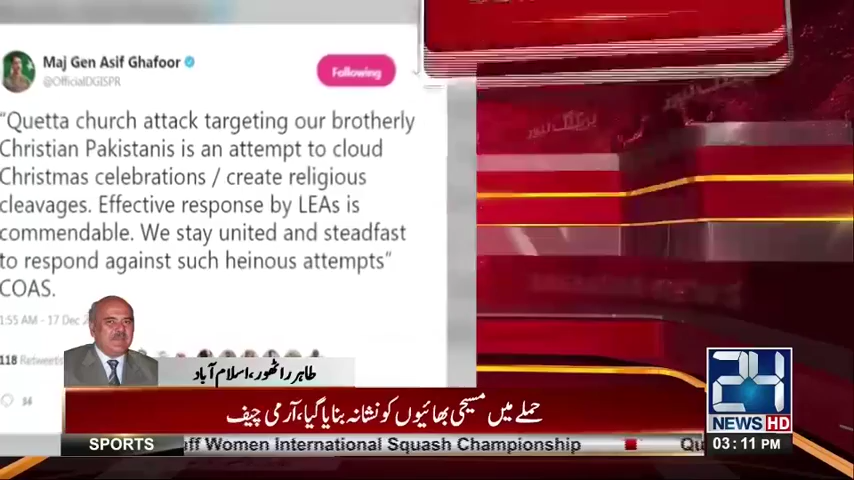 Maj Gen Asif Ghafoor
@OfficialDGISPR
Following
"Quetta church attack targeting our brotherly
Christian Pakistanis is an attempt to cloud
Christmas celebrations / create religious
cleavages. Effective response by LEAs is
commendable. We stay united and steadfast
to respond against such heinous attempts"
COAS.
1:55 AM - 17 Dec
118 Retweets
طاہر راٹھور، اسلام آباد
حملے میں مسیحی بھائیوں کو نشانہ بنایا گیا، آرمی چیف
24
NEWS HD
03:11 PM
SPORTS
ff Women International Squash Championship
Qu